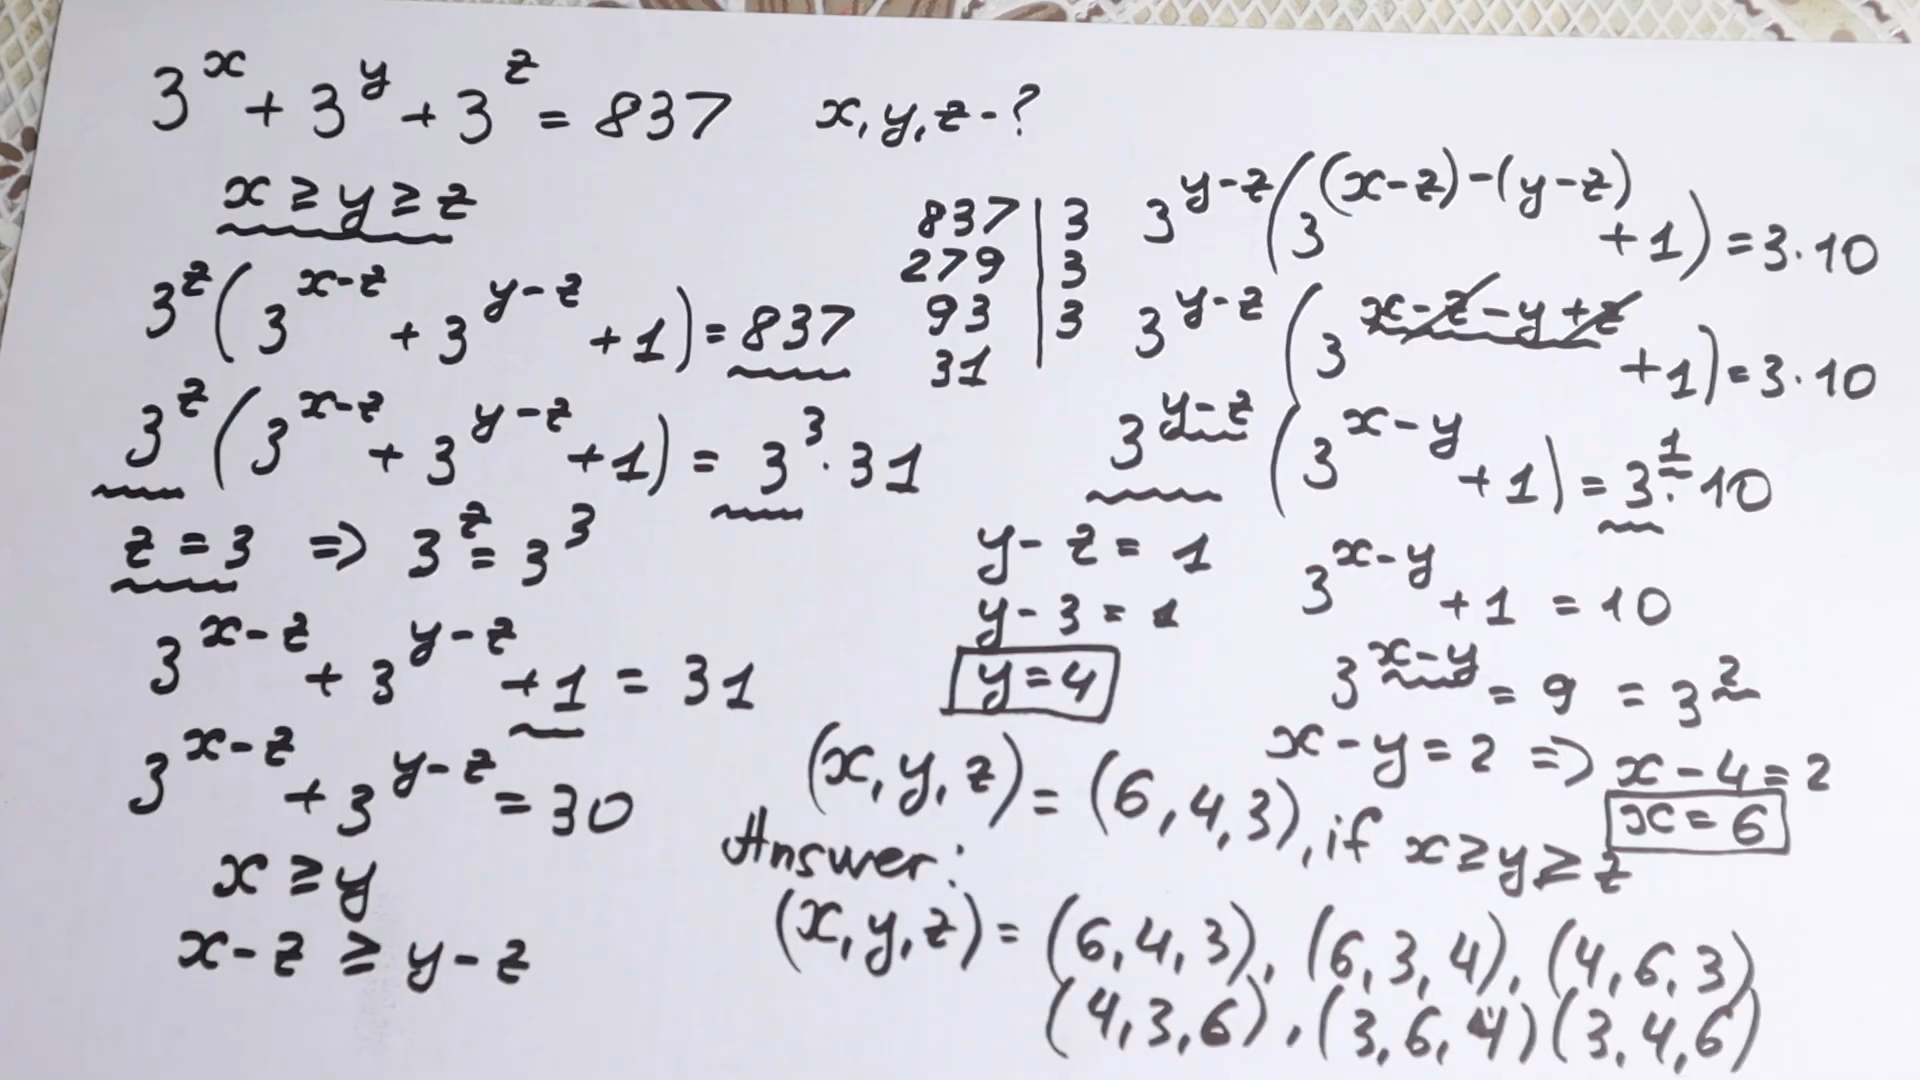 3^x + 3^y + 3^z = 837   x, y, z - ?
x ≥ y ≥ z
3^z (3^(x-z) + 3^(y-z) + 1) = 837
3^z (3^(x-z) + 3^(y-z) + 1) = 3^3 · 31
z = 3 => 3^z = 3^3
3^(x-z) + 3^(y-z) + 1 = 31
3^(x-z) + 3^(y-z) = 30
x ≥ y
x - z ≥ y - z
837 | 3
279 | 3
93 | 3
31 |
3^(y-z) (3^((x-z)-(y-z)) + 1) = 3 · 10
3^(y-z) (3^(x-z-y+z) + 1) = 3 · 10
3^(y-z) (3^(x-y) + 1) = 3^1 · 10
y - z = 1
y - 3 = 1
y = 4
3^(x-y) + 1 = 10
3^(x-y) = 9 = 3^2
x - y = 2 => x - 4 = 2
x = 6
(x, y, z) = (6, 4, 3), if x ≥ y ≥ z
Answer:
(x, y, z) = (6, 4, 3), (6, 3, 4), (4, 6, 3)
(4, 3, 6), (3, 6, 4) (3, 4, 6)